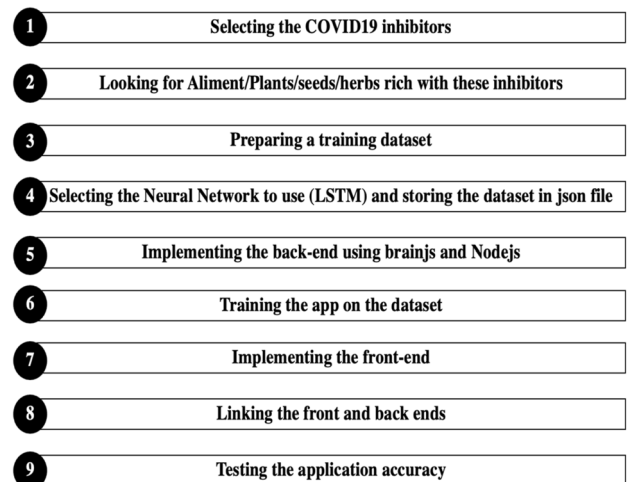 1 Selecting the COVID19 inhibitors
2 Looking for Aliment/Plants/seeds/herbs rich with these inhibitors
3 Preparing a training dataset
4 Selecting the Neural Network to use (LSTM) and storing the dataset in json file
5 Implementing the back-end using brainjs and Nodejs
6 Training the app on the dataset
7 Implementing the front-end
8 Linking the front and back ends
9 Testing the application accuracy